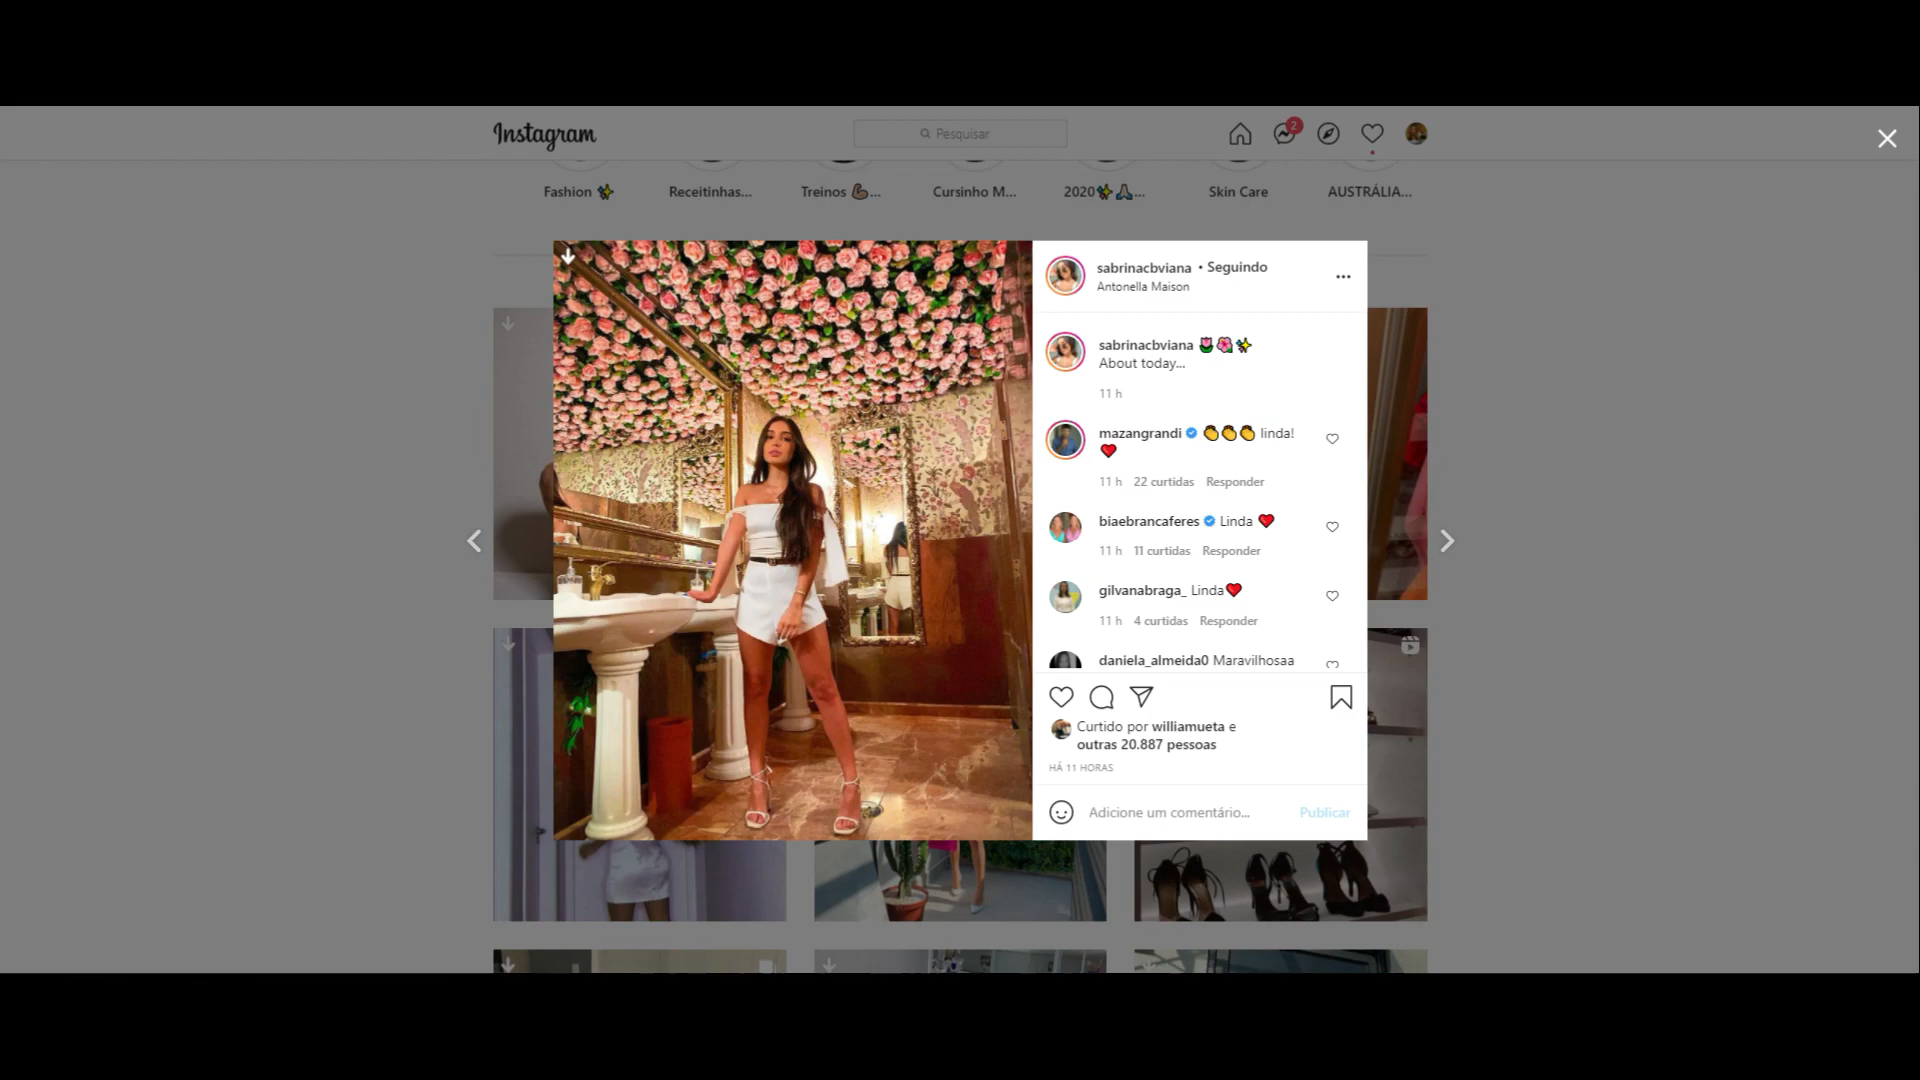 Instagram
Pesquisar
2
Fashion ✨
Receitinhas...
Treinos 💪...
Cursinho M...
2020✨🙏...
Skin Care
AUSTRÁLIA...
sabrinacbviana • Seguindo
Antonella Maison
sabrinacbviana 🌷🌺✨
About today...
11 h
mazangrandi 👏👏👏 linda!
❤️
11 h 22 curtidas Responder
biaebrancaferes Linda ❤️
11 h 11 curtidas Responder
gilvanabraga_ Linda❤️
11 h 4 curtidas Responder
daniela_almeida0 Maravilhosaa
Curtido por williamueta e
outras 20.887 pessoas
HÁ 11 HORAS
Adicione um comentário... Publicar